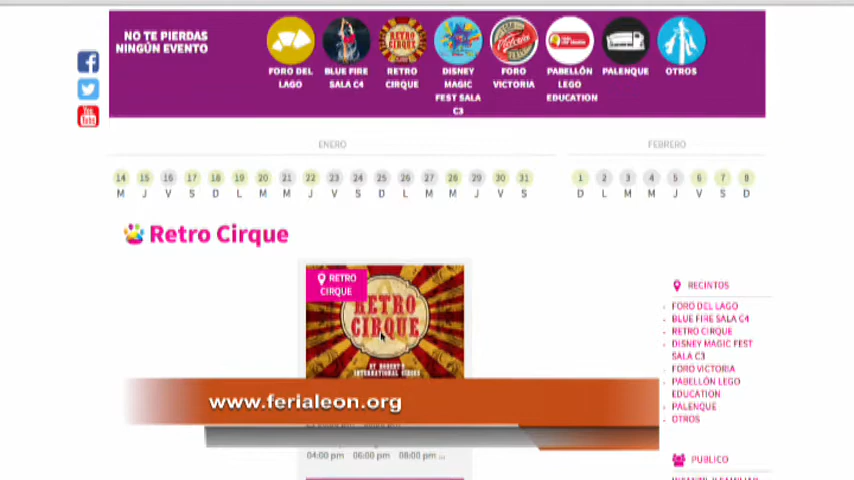 NO TE PIERDAS
NINGÚN EVENTO
FORO DEL
LAGO
BLUE FIRE
SALA C4
RETRO
CIRQUE
DISNEY
MAGIC
FEST SALA
C3
FORO
VICTORIA
PABELLÓN
LEGO
EDUCATION
PALENQUE
OTROS
ENERO
FEBRERO
14 15 16 17 18 19 20 21 22 23 24 25 26 27 28 29 30 31 1 2 3 4 5 6 7 8
M J V S D L M M J V S D L M M J V S D L M M J V S D
Retro Cirque
RETRO
CIRQUE
RETRO
CIRQUE
BY ROBERT'S
INTERNATIONAL CIRCUS
www.ferialeon.org
04:00 pm 06:00 pm 08:00 pm ...
RECINTOS
FORO DEL LAGO
BLUE FIRE SALA C4
RETRO CIRQUE
DISNEY MAGIC FEST
SALA C3
FORO VICTORIA
PABELLÓN LEGO
EDUCATION
PALENQUE
OTROS
PUBLICO